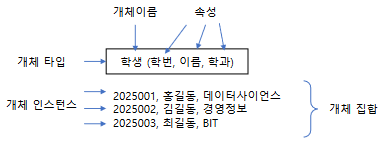 개체이름 속성
개체 타입 학생 (학번, 이름, 학과)
개체 인스턴스 2025001, 홍길동, 데이터사이언스
2025002, 김길동, 경영정보
2025003, 최길동, BIT
개체 집합